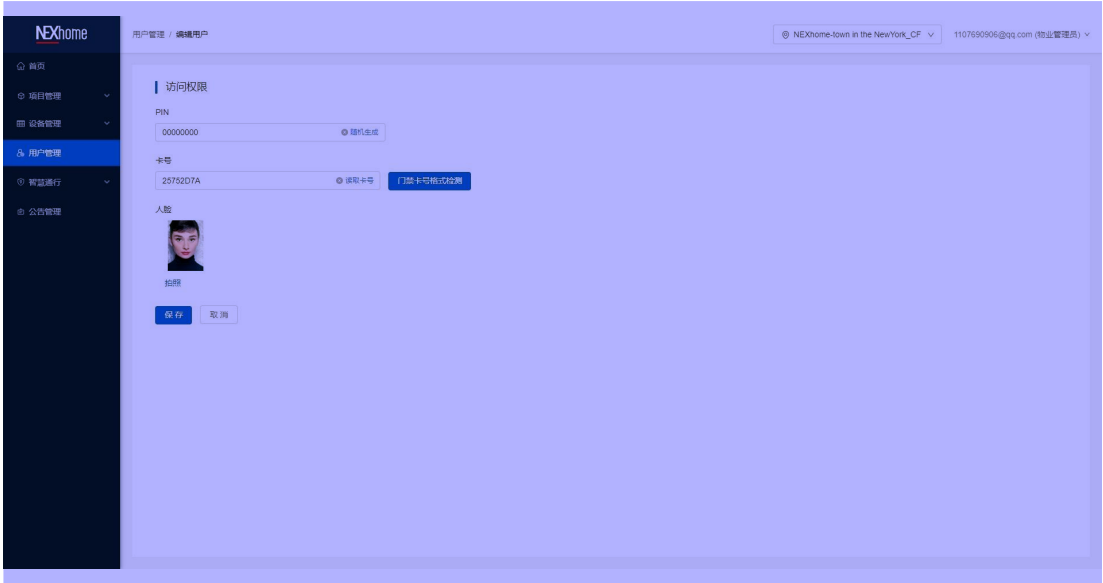 NEXhome
用户管理 / 编辑用户
NEXhome-town in the NewYork_CF
1107690906@qq.com (物业管理员)
首页
项目管理
设备管理
用户管理
智慧通行
公告管理
访问权限
PIN
00000000 随机生成
卡号
25752D7A 读取卡号 门禁卡号格式检测
人脸
拍照
保存 取消